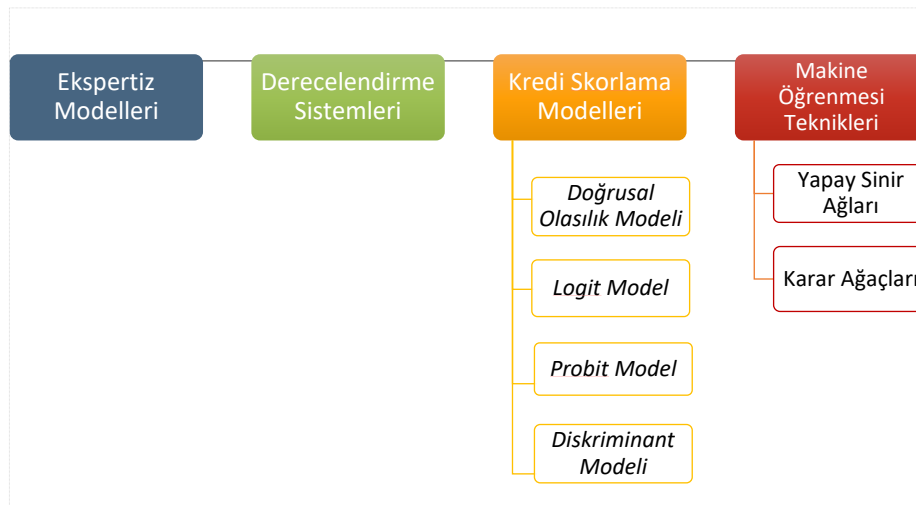 Ekspertiz
Modelleri
Derecelendirme
Sistemleri
Kredi Skorlama
Modelleri
Doğrusal
Olasılık Modeli
Logit Model
Probit Model
Diskriminant
Modeli
Makine
Öğrenmesi
Teknikleri
Yapay Sinir
Ağları
Karar Ağaçları